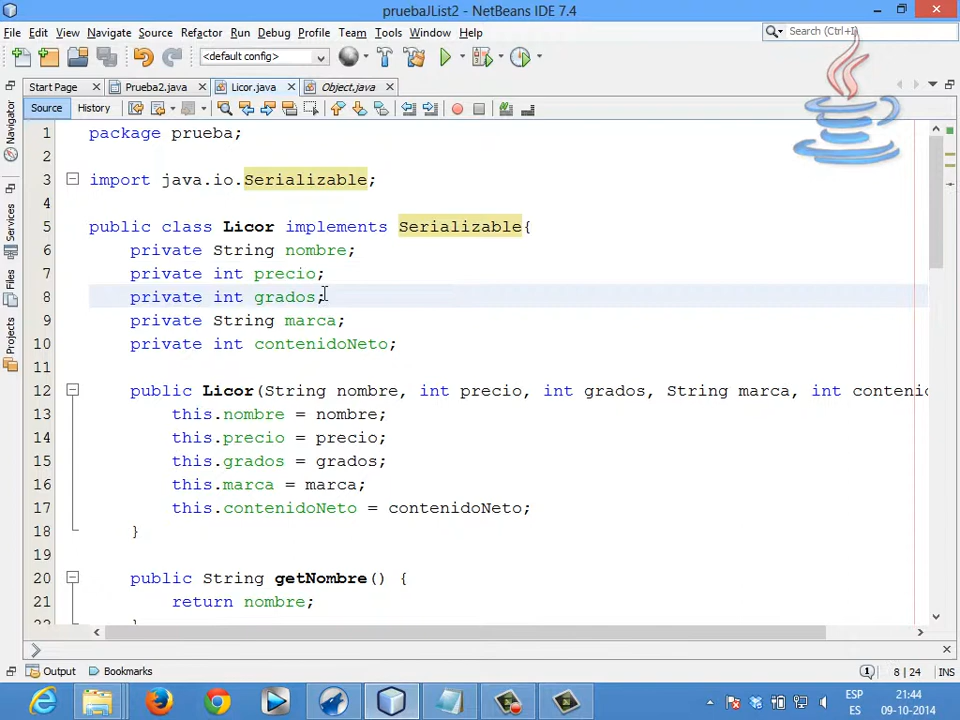 pruebaJList2 - NetBeans IDE 7.4
File Edit View Navigate Source Refactor Run Debug Profile Team Tools Window Help
Search (Ctrl+I)
<default config>
Start Page Prueba2.java Licor.java Object.java
Source History
Navigator
Services
Files
Projects
1 package prueba;
2
3 import java.io.Serializable;
4
5 public class Licor implements Serializable{
6 private String nombre;
7 private int precio;
8 private int grados;
9 private String marca;
10 private int contenidoNeto;
11
12 public Licor(String nombre, int precio, int grados, String marca, int contenido
13 this.nombre = nombre;
14 this.precio = precio;
15 this.grados = grados;
16 this.marca = marca;
17 this.contenidoNeto = contenidoNeto;
18 }
19
20 public String getNombre() {
21 return nombre;
Output Bookmarks 1 8 | 24 INS
ESP 21:44
ES 09-10-2014